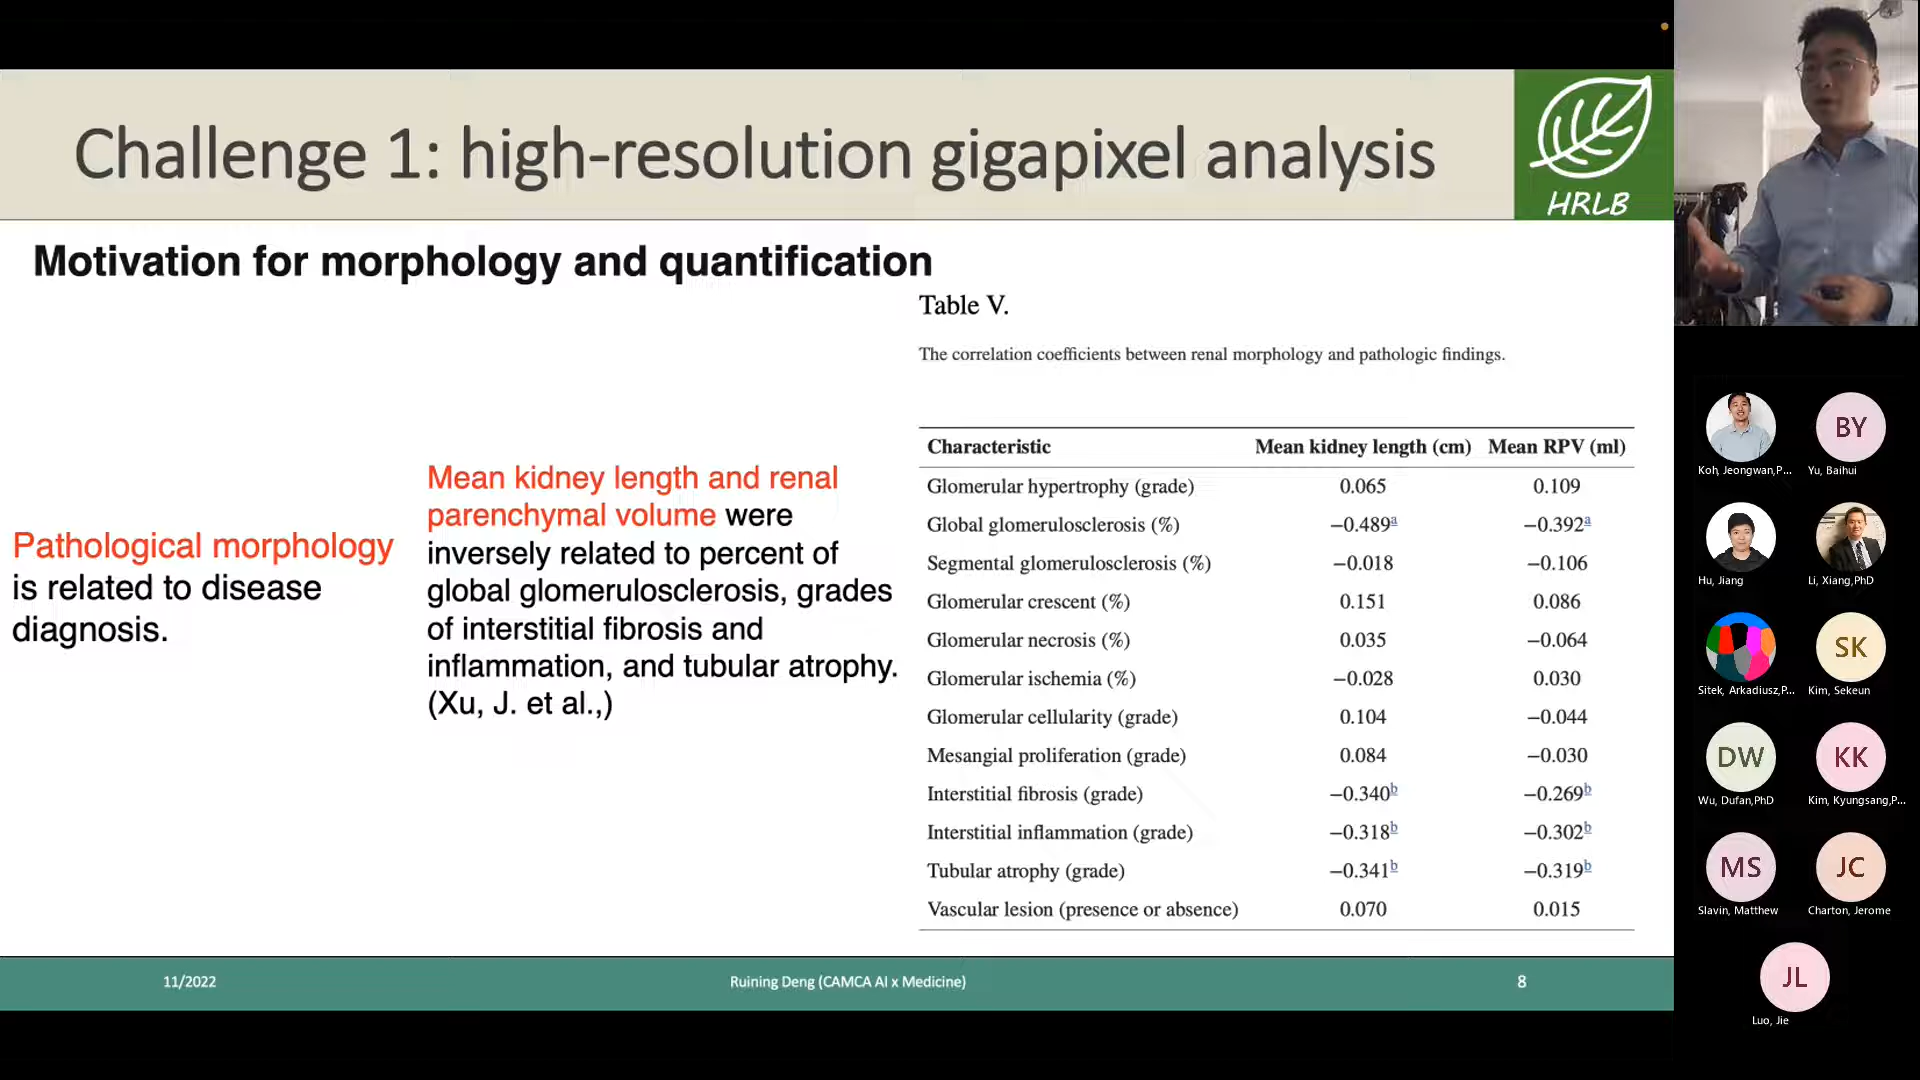 Challenge 1: high-resolution gigapixel analysis
HRLB
Motivation for morphology and quantification
Pathological morphology
is related to disease
diagnosis.
Mean kidney length and renal
parenchymal volume were
inversely related to percent of
global glomerulosclerosis, grades
of interstitial fibrosis and
inflammation, and tubular atrophy.
(Xu, J. et al.,)
Table V.
The correlation coefficients between renal morphology and pathologic findings.
Characteristic Mean kidney length (cm) Mean RPV (ml)
Glomerular hypertrophy (grade) 0.065 0.109
Global glomerulosclerosis (%) −0.489a −0.392a
Segmental glomerulosclerosis (%) −0.018 −0.106
Glomerular crescent (%) 0.151 0.086
Glomerular necrosis (%) 0.035 −0.064
Glomerular ischemia (%) −0.028 0.030
Glomerular cellularity (grade) 0.104 −0.044
Mesangial proliferation (grade) 0.084 −0.030
Interstitial fibrosis (grade) −0.340b −0.269b
Interstitial inflammation (grade) −0.318b −0.302b
Tubular atrophy (grade) −0.341b −0.319b
Vascular lesion (presence or absence) 0.070 0.015
11/2022 Ruining Deng (CAMCA AI x Medicine) 8
BY
Koh, Jeongwan,P... Yu, Baihui
Hu, Jiang Li, Xiang,PhD
SK
Sitek, Arkadiusz,P... Kim, Sekeun
DW KK
Wu, Dufan,PhD Kim, Kyungsang,P...
MS JC
Slavin, Matthew Charton, Jerome
JL
Luo, Jie